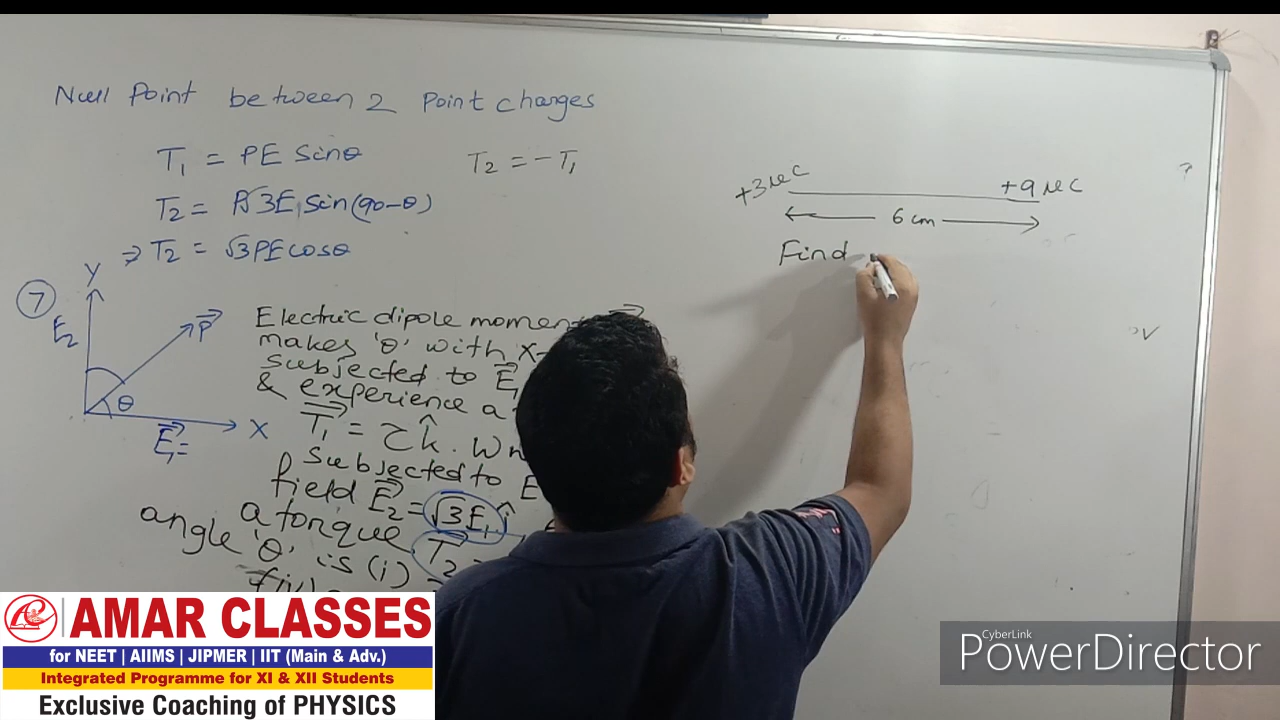 Null Point between 2 Point charges
T₁ = PE sinθ
T₂ = -T₁
T₂ = P√3E₁ sin(90-θ)
⇒ T₂ = √3PE cosθ
+3μC
+9μC
6 cm
Find
7
Y
E₂
P
θ
X
E₁=
Electric dipole momen
makes 'θ' with X-
subjected to E₁
& experience a
T₁ = τk̂.
subjected to E
field E₂ = √3E₁ ĵ
a torque T₂ =
angle 'θ' is (i)
AMAR CLASSES
for NEET | AIIMS | JIPMER | IIT (Main & Adv.)
Integrated Programme for XI & XII Students
Exclusive Coaching of PHYSICS
CyberLink
PowerDirector